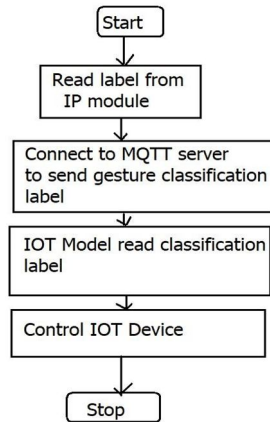 Start
Read label from
IP module
Connect to MQTT server
to send gesture classification
label
IOT Model read classification
label
Control IOT Device
Stop